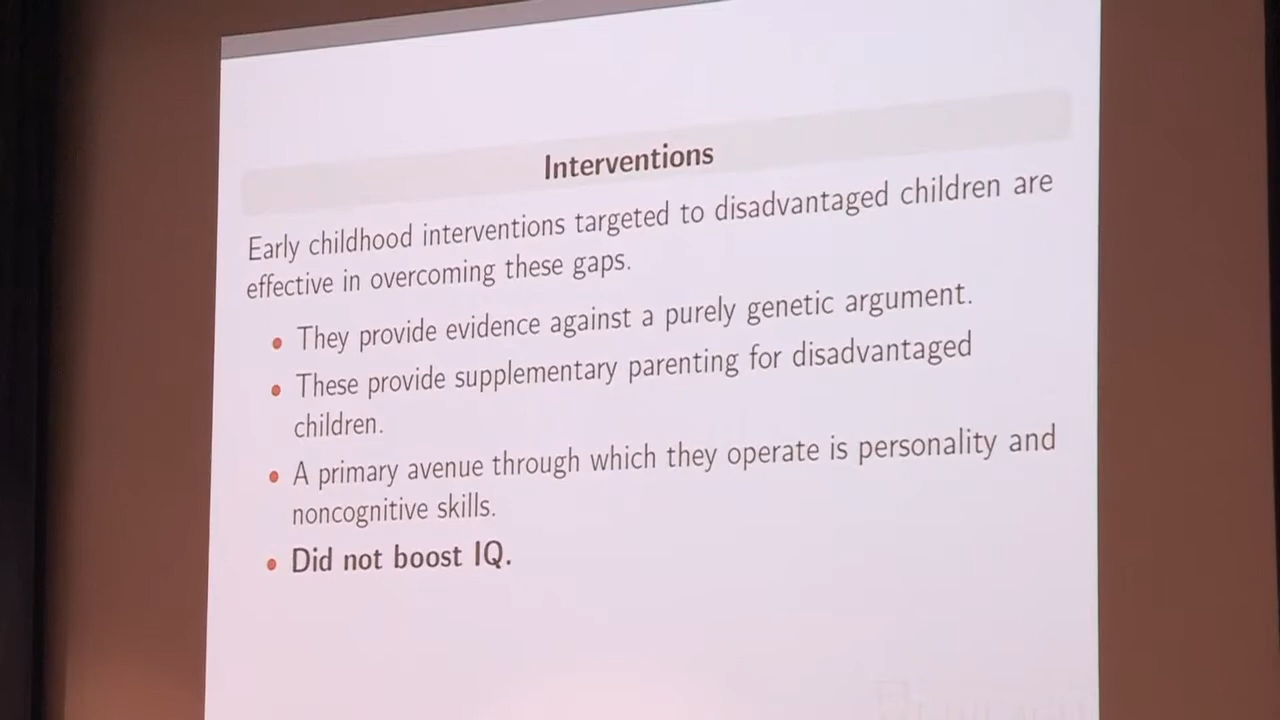 Interventions
Early childhood interventions targeted to disadvantaged children are
effective in overcoming these gaps.
• They provide evidence against a purely genetic argument.
• These provide supplementary parenting for disadvantaged
children.
• A primary avenue through which they operate is personality and
noncognitive skills.
• Did not boost IQ.